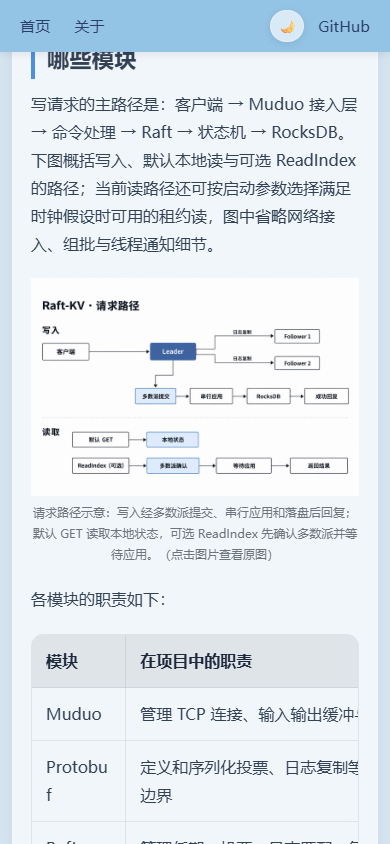 首页 关于 GitHub
哪些模块
写请求的主路径是：客户端 → Muduo 接入层
→ 命令处理 → Raft → 状态机 → RocksDB。
下图概括写入、默认本地读与可选 ReadIndex
的路径；当前读路径还可按启动参数选择满足
时钟假设时可用的租约读，图中省略网络接
入、组批与线程通知细节。
Raft-KV · 请求路径
写入
日志复制 Follower 1
客户端 Leader
日志复制 Follower 2
多数派提交 串行应用 RocksDB 成功回复
读取
默认 GET 本地状态
ReadIndex（可选） 多数派确认 等待应用 返回结果
请求路径示意：写入经多数派提交、串行应用和落盘后回复；
默认 GET 读取本地状态，可选 ReadIndex 先确认多数派并等
待应用。（点击图片查看原图）
各模块的职责如下：
模块 在项目中的职责
Muduo 管理 TCP 连接、输入输出缓冲
Protobu 定义和序列化投票、日志复制等
f 边界